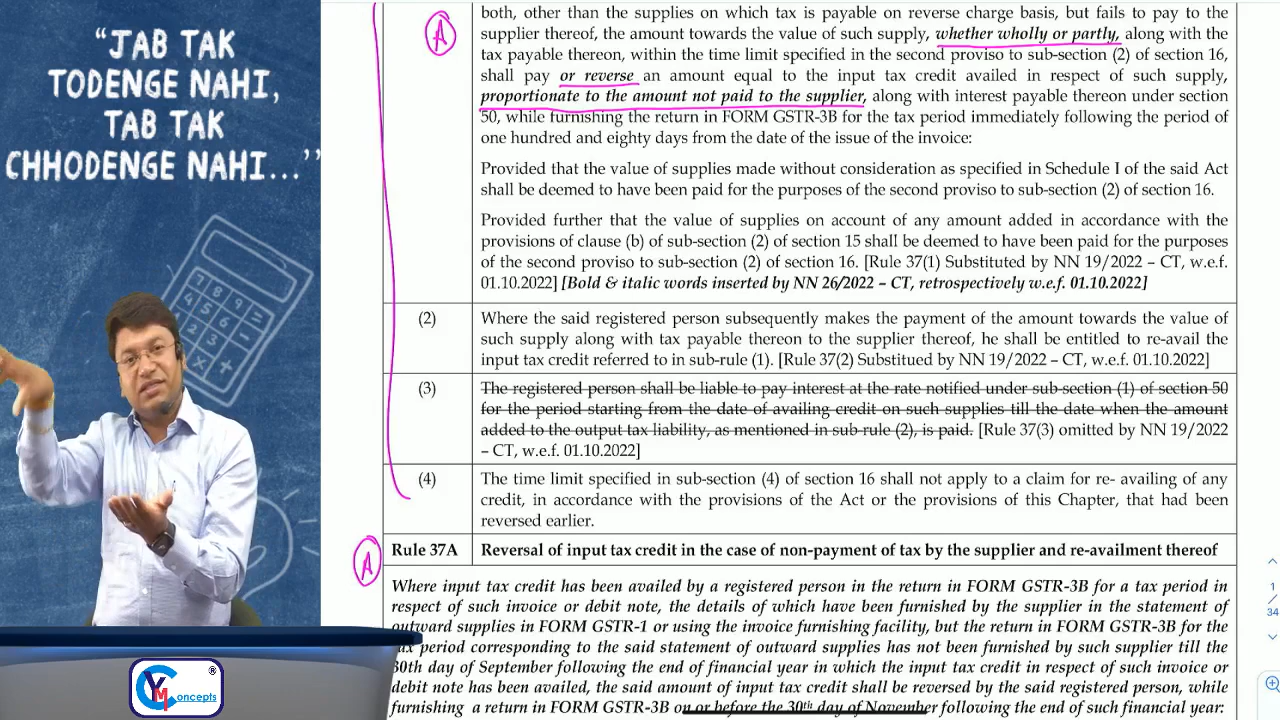 “JAB TAK
TODENGE NAHI,
TAB TAK
CHHODENGE NAHI...’’
7 8 9 ÷
4 5 6 -
1 2 3
× +
Y
C
M
oncepts
®
A
both, other than the supplies on which tax is payable on reverse charge basis, but fails to pay to the
supplier thereof, the amount towards the value of such supply, whether wholly or partly, along with the
tax payable thereon, within the time limit specified in the second proviso to sub-section (2) of section 16,
shall pay or reverse an amount equal to the input tax credit availed in respect of such supply,
proportionate to the amount not paid to the supplier, along with interest payable thereon under section
50, while furnishing the return in FORM GSTR-3B for the tax period immediately following the period of
one hundred and eighty days from the date of the issue of the invoice:
Provided that the value of supplies made without consideration as specified in Schedule I of the said Act
shall be deemed to have been paid for the purposes of the second proviso to sub-section (2) of section 16.
Provided further that the value of supplies on account of any amount added in accordance with the
provisions of clause (b) of sub-section (2) of section 15 shall be deemed to have been paid for the purposes
of the second proviso to sub-section (2) of section 16. [Rule 37(1) Substituted by NN 19/2022 – CT, w.e.f.
01.10.2022] [Bold & italic words inserted by NN 26/2022 – CT, retrospectively w.e.f. 01.10.2022]
(2) Where the said registered person subsequently makes the payment of the amount towards the value of
such supply along with tax payable thereon to the supplier thereof, he shall be entitled to re-avail the
input tax credit referred to in sub-rule (1). [Rule 37(2) Substitued by NN 19/2022 – CT, w.e.f. 01.10.2022]
(3) The registered person shall be liable to pay interest at the rate notified under sub-section (1) of section 50
for the period starting from the date of availing credit on such supplies till the date when the amount
added to the output tax liability, as mentioned in sub-rule (2), is paid. [Rule 37(3) omitted by NN 19/2022
– CT, w.e.f. 01.10.2022]
(4) The time limit specified in sub-section (4) of section 16 shall not apply to a claim for re- availing of any
credit, in accordance with the provisions of the Act or the provisions of this Chapter, that had been
reversed earlier.
A
Rule 37A Reversal of input tax credit in the case of non-payment of tax by the supplier and re-availment thereof
Where input tax credit has been availed by a registered person in the return in FORM GSTR-3B for a tax period in
respect of such invoice or debit note, the details of which have been furnished by the supplier in the statement of
outward supplies in FORM GSTR-1 or using the invoice furnishing facility, but the return in FORM GSTR-3B for the
tax period corresponding to the said statement of outward supplies has not been furnished by such supplier till the
30th day of September following the end of financial year in which the input tax credit in respect of such invoice or
debit note has been availed, the said amount of input tax credit shall be reversed by the said registered person, while
furnishing a return in FORM GSTR-3B on or before the 30th day of November following the end of such financial year:
1
/
34